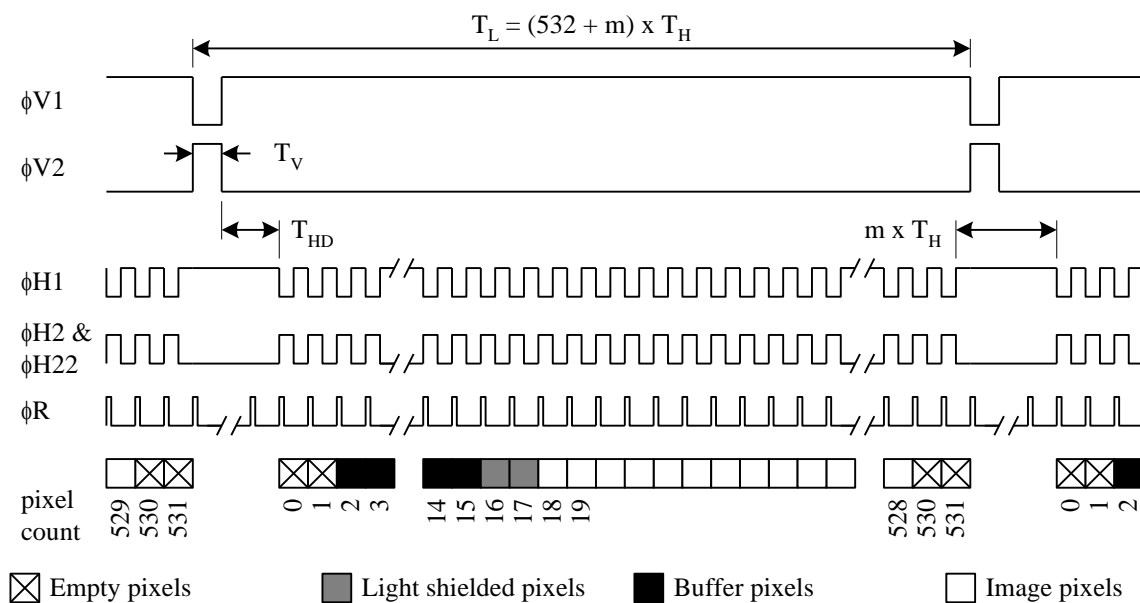 T_L = (532 + m) x T_H
ϕV1
ϕV2
T_V
T_HD
m x T_H
ϕH1
ϕH2 &
ϕH22
ϕR
pixel
count
529 530 531 0 1 2 3 14 15 16 17 18 19 528 530 531 0 1 2
Empty pixels Light shielded pixels Buffer pixels Image pixels